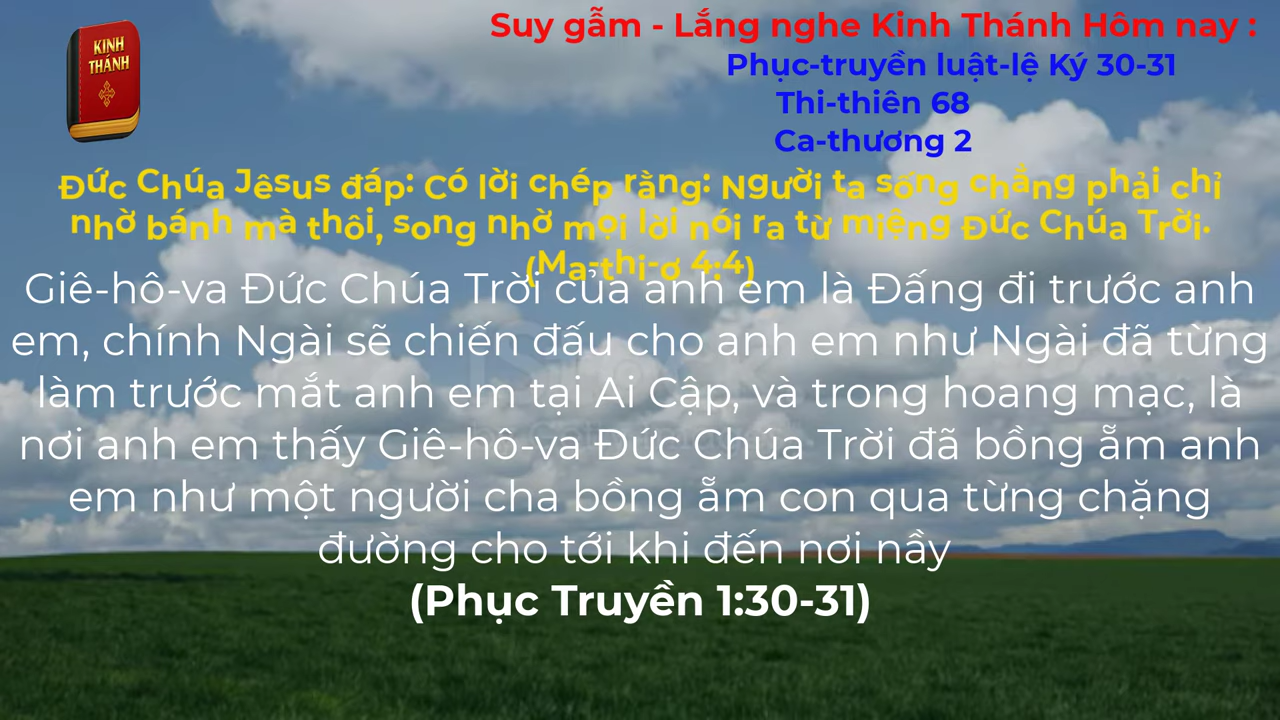 KINH
THÁNH
Suy gẫm - Lắng nghe Kinh Thánh Hôm nay :
Phục-truyền luật-lệ Ký 30-31
Thi-thiên 68
Ca-thương 2
Đức Chúa Jêsus đáp: Có lời chép rằng: Người ta sống chẳng phải chỉ
nhờ bánh mà thôi, song nhờ mọi lời nói ra từ miệng Đức Chúa Trời.
(Ma-thi-ơ 4:4)
Giê-hô-va Đức Chúa Trời của anh em là Đấng đi trước anh
em, chính Ngài sẽ chiến đấu cho anh em như Ngài đã từng
làm trước mắt anh em tại Ai Cập, và trong hoang mạc, là
nơi anh em thấy Giê-hô-va Đức Chúa Trời đã bồng ẵm anh
em như một người cha bồng ẵm con qua từng chặng
đường cho tới khi đến nơi nầy
(Phục Truyền 1:30-31)